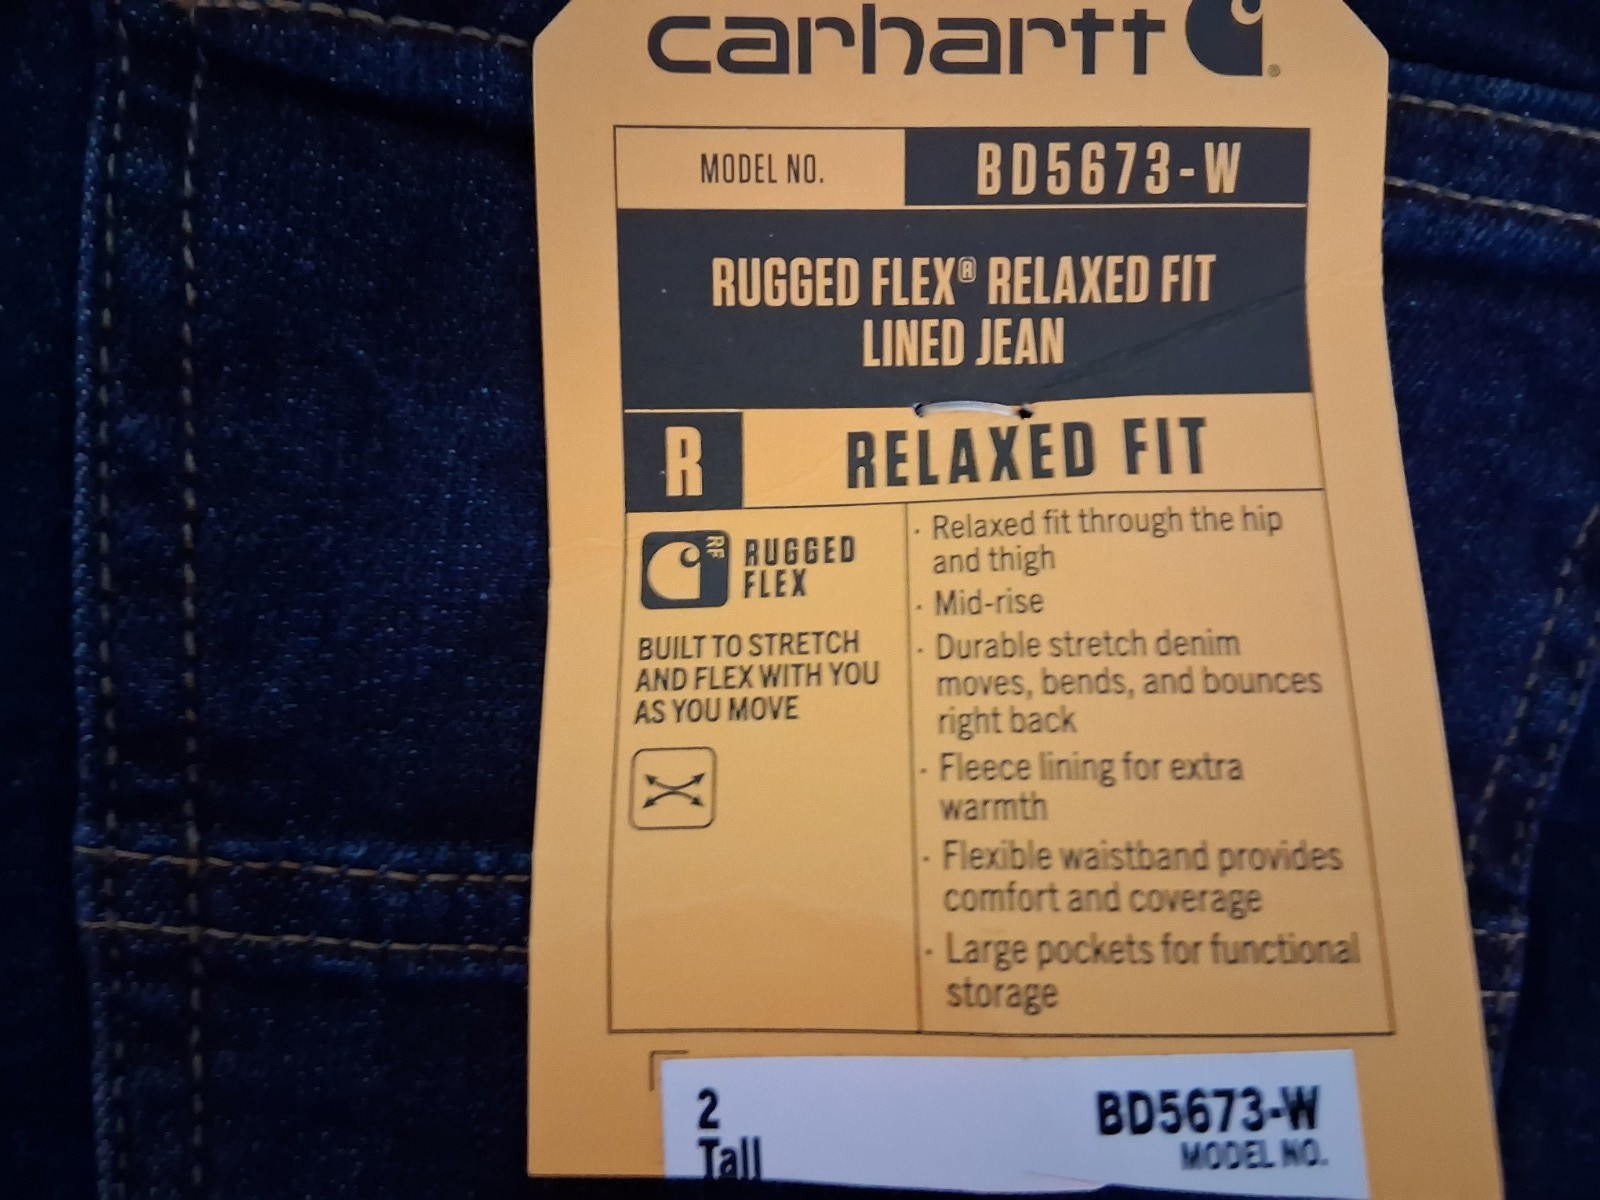 carhartt
MODEL NO.
BD5673-W
RUGGED FLEX® RELAXED FIT
LINED JEAN
R
RELAXED FIT
RF
RUGGED
FLEX
BUILT TO STRETCH
AND FLEX WITH YOU
AS YOU MOVE
· Relaxed fit through the hip
and thigh
· Mid-rise
· Durable stretch denim
moves, bends, and bounces
right back
· Fleece lining for extra
warmth
· Flexible waistband provides
comfort and coverage
· Large pockets for functional
storage
2
Tall
BD5673-W
MODEL NO.